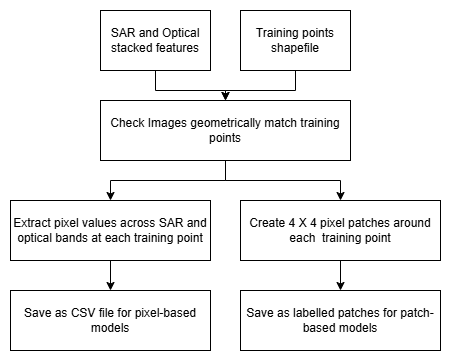 SAR and Optical
stacked features
Training points
shapefile
Check Images geometrically match training
points
Extract pixel values across SAR and
optical bands at each training point
Create 4 X 4 pixel patches around
each training point
Save as CSV file for pixel-based
models
Save as labelled patches for patch-
based models